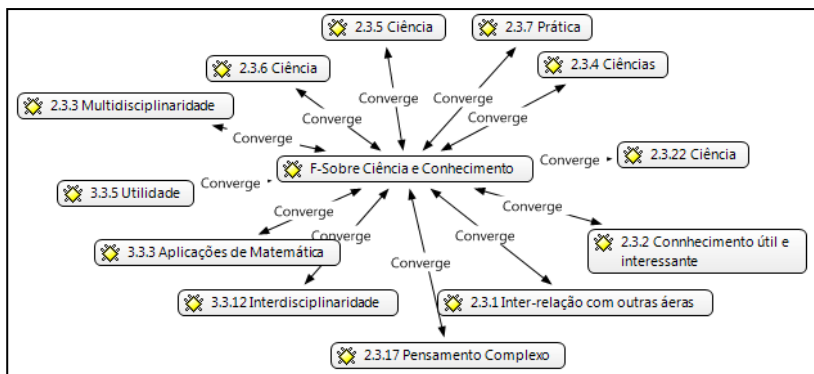 2.3.5 Ciência
2.3.7 Prática
2.3.6 Ciência
2.3.4 Ciências
Converge
Converge
2.3.3 Multidisciplinaridade
Converge
Converge
Converge
F-Sobre Ciência e Conhecimento
Converge
2.3.22 Ciência
3.3.5 Utilidade
Converge
Converge
Converge
2.3.2 Connhecimento útil e
interessante
3.3.3 Aplicações de Matemática
Converge
Converge
Converge
3.3.12 Interdisciplinaridade
2.3.1 Inter-relação com outras áeras
2.3.17 Pensamento Complexo